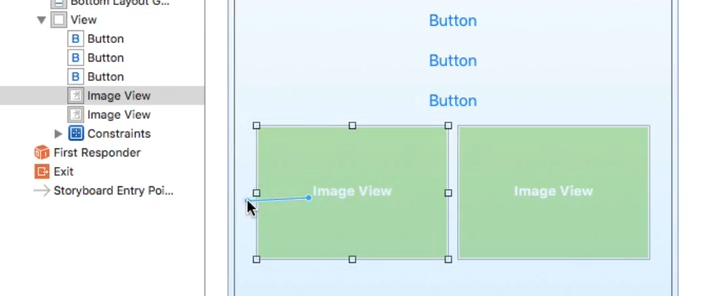 Bottom Layout G...
View
B Button
B Button
B Button
Image View
Image View
Constraints
First Responder
Exit
Storyboard Entry Poi...
Button
Button
Button
Image View
Image View